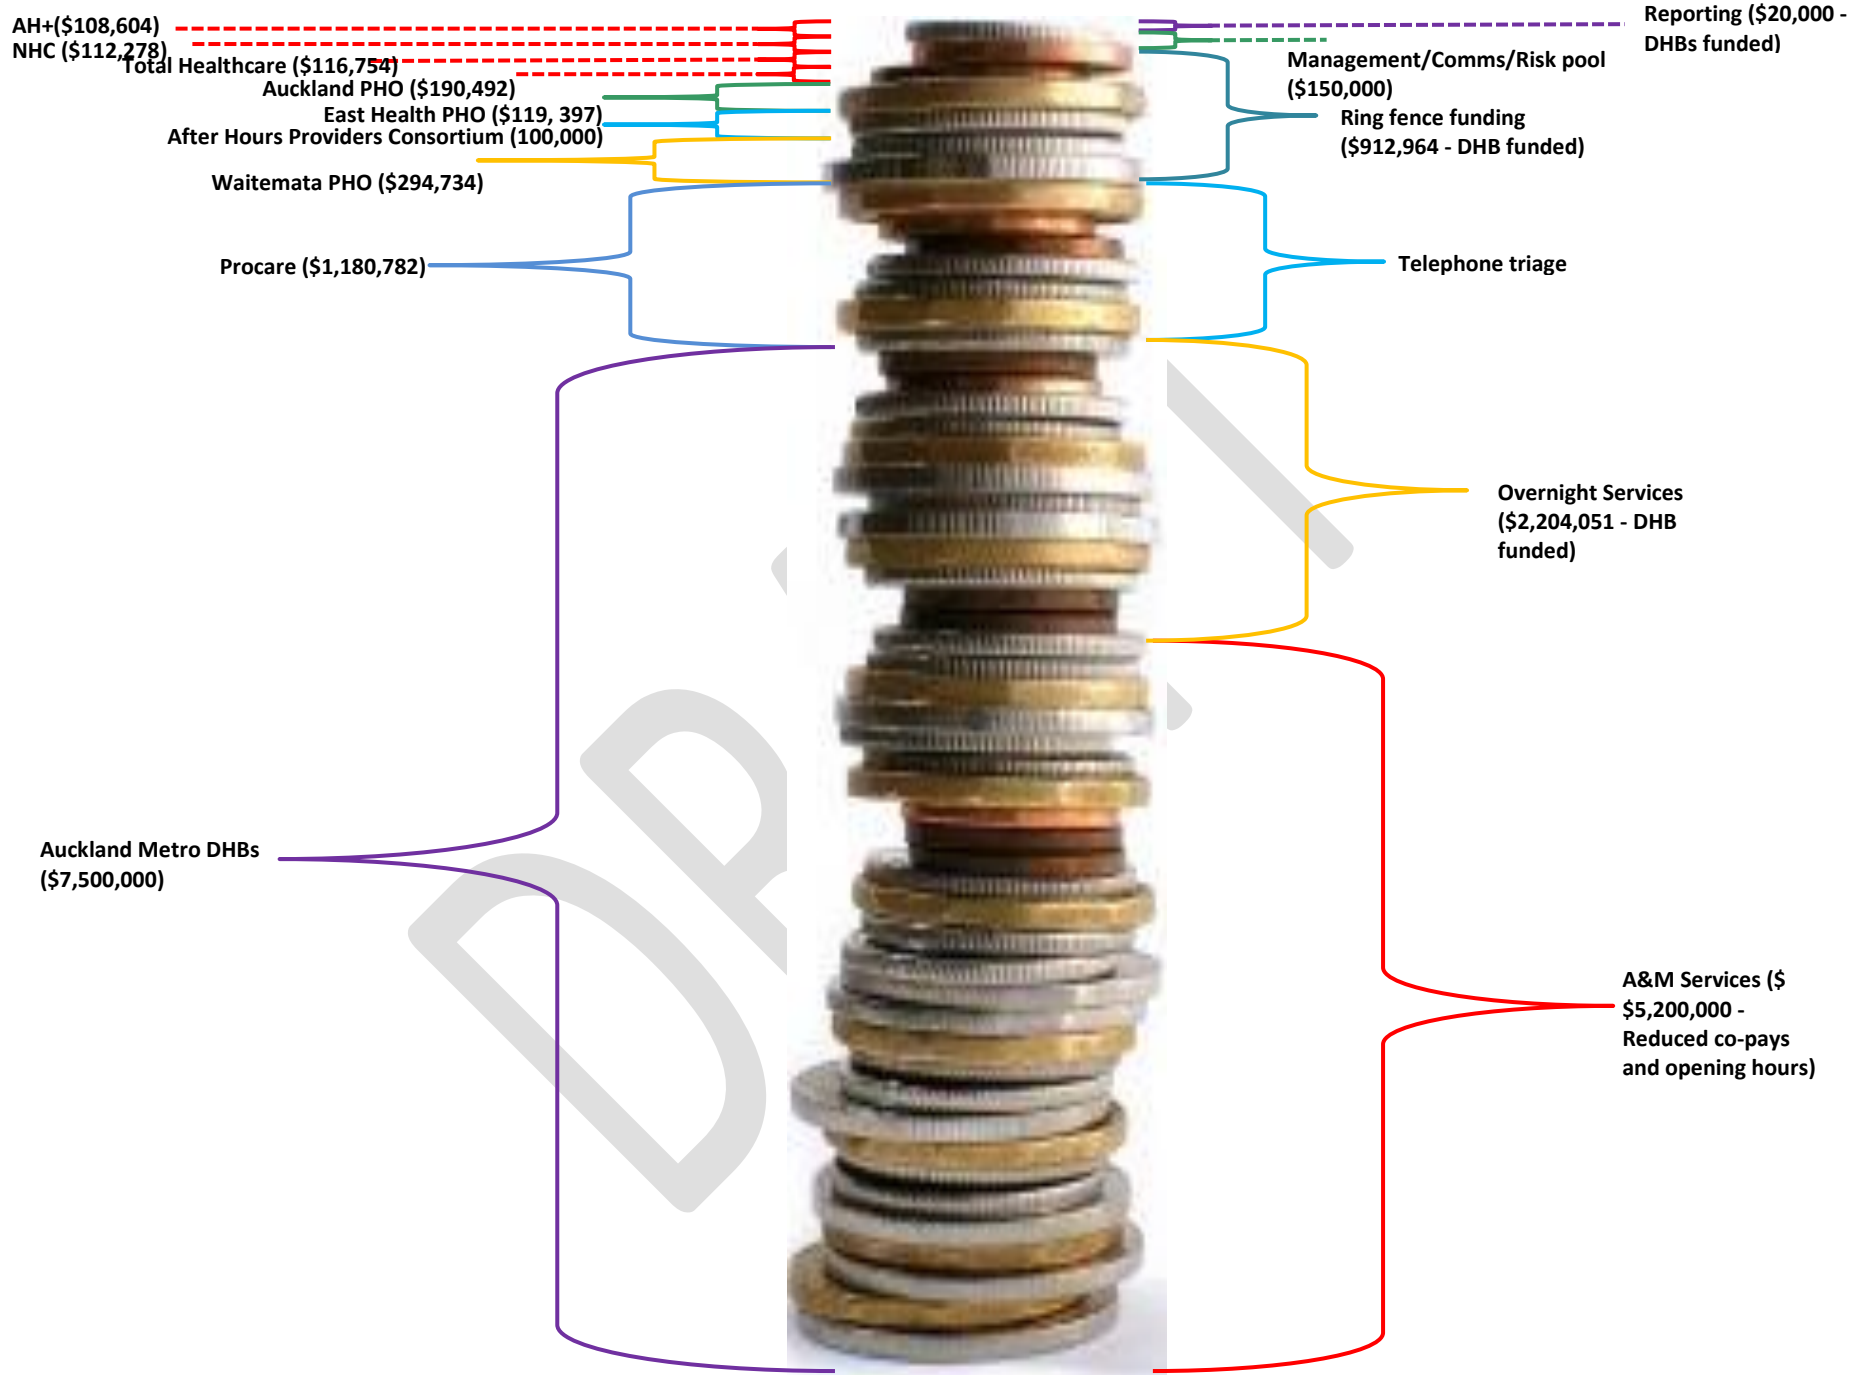 AH+($108,604)
NHC ($112,278)
Total Healthcare ($116,754)
Auckland PHO ($190,492)
East Health PHO ($119, 397)
After Hours Providers Consortium (100,000)
Waitemata PHO ($294,734)
Procare ($1,180,782)
Auckland Metro DHBs
($7,500,000)
Reporting ($20,000 -
DHBs funded)
Management/Comms/Risk pool
($150,000)
Ring fence funding
($912,964 - DHB funded)
Telephone triage
Overnight Services
($2,204,051 - DHB
funded)
A&M Services ($
$5,200,000 -
Reduced co-pays
and opening hours)